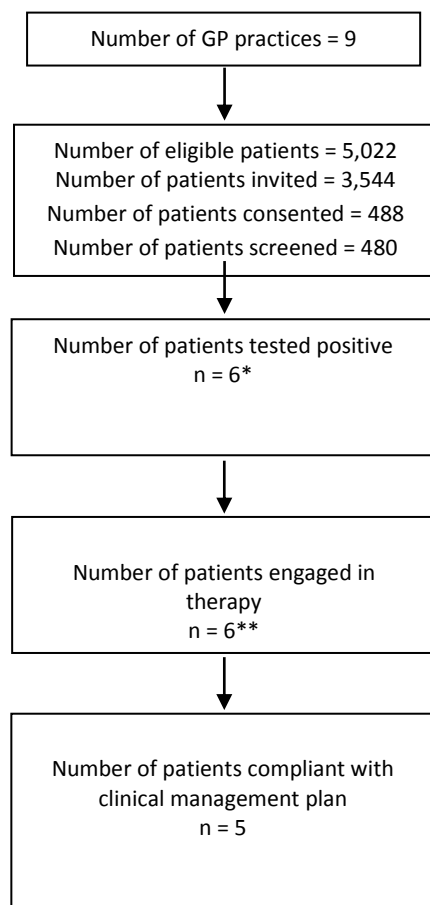 Number of GP practices = 9
Number of eligible patients = 5,022
Number of patients invited = 3,544
Number of patients consented = 488
Number of patients screened = 480
Number of patients tested positive
n = 6*
Number of patients engaged in
therapy
n = 6**
Number of patients compliant with
clinical management plan
n = 5